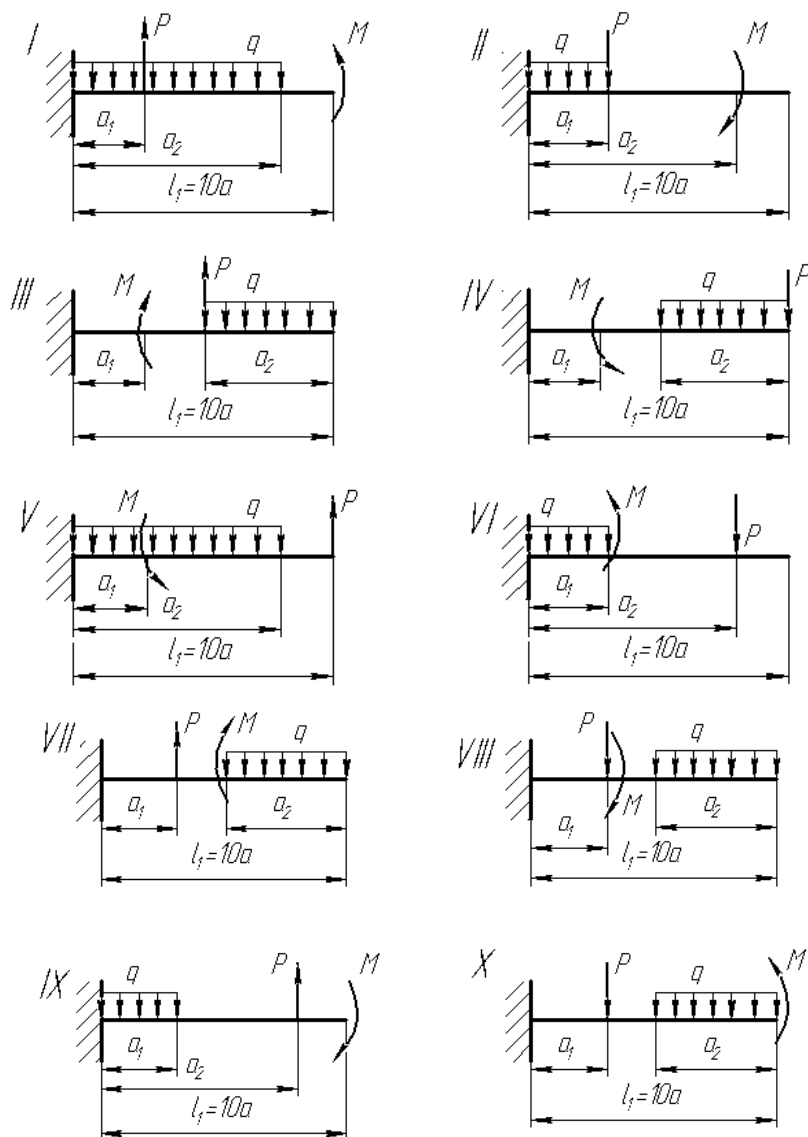 I P q M
a₁
a₂
l₁=10a
II q P M
a₁
a₂
l₁=10a
III M P q
a₁ a₂
l₁=10a
IV M q P
a₁ a₂
l₁=10a
V M q P
a₁
a₂
l₁=10a
VI q M P
a₁
a₂
l₁=10a
VII P M q
a₁ a₂
l₁=10a
VIII P q
M
a₁ a₂
l₁=10a
IX q P M
a₁
a₂
l₁=10a
X P q M
a₁ a₂
l₁=10a